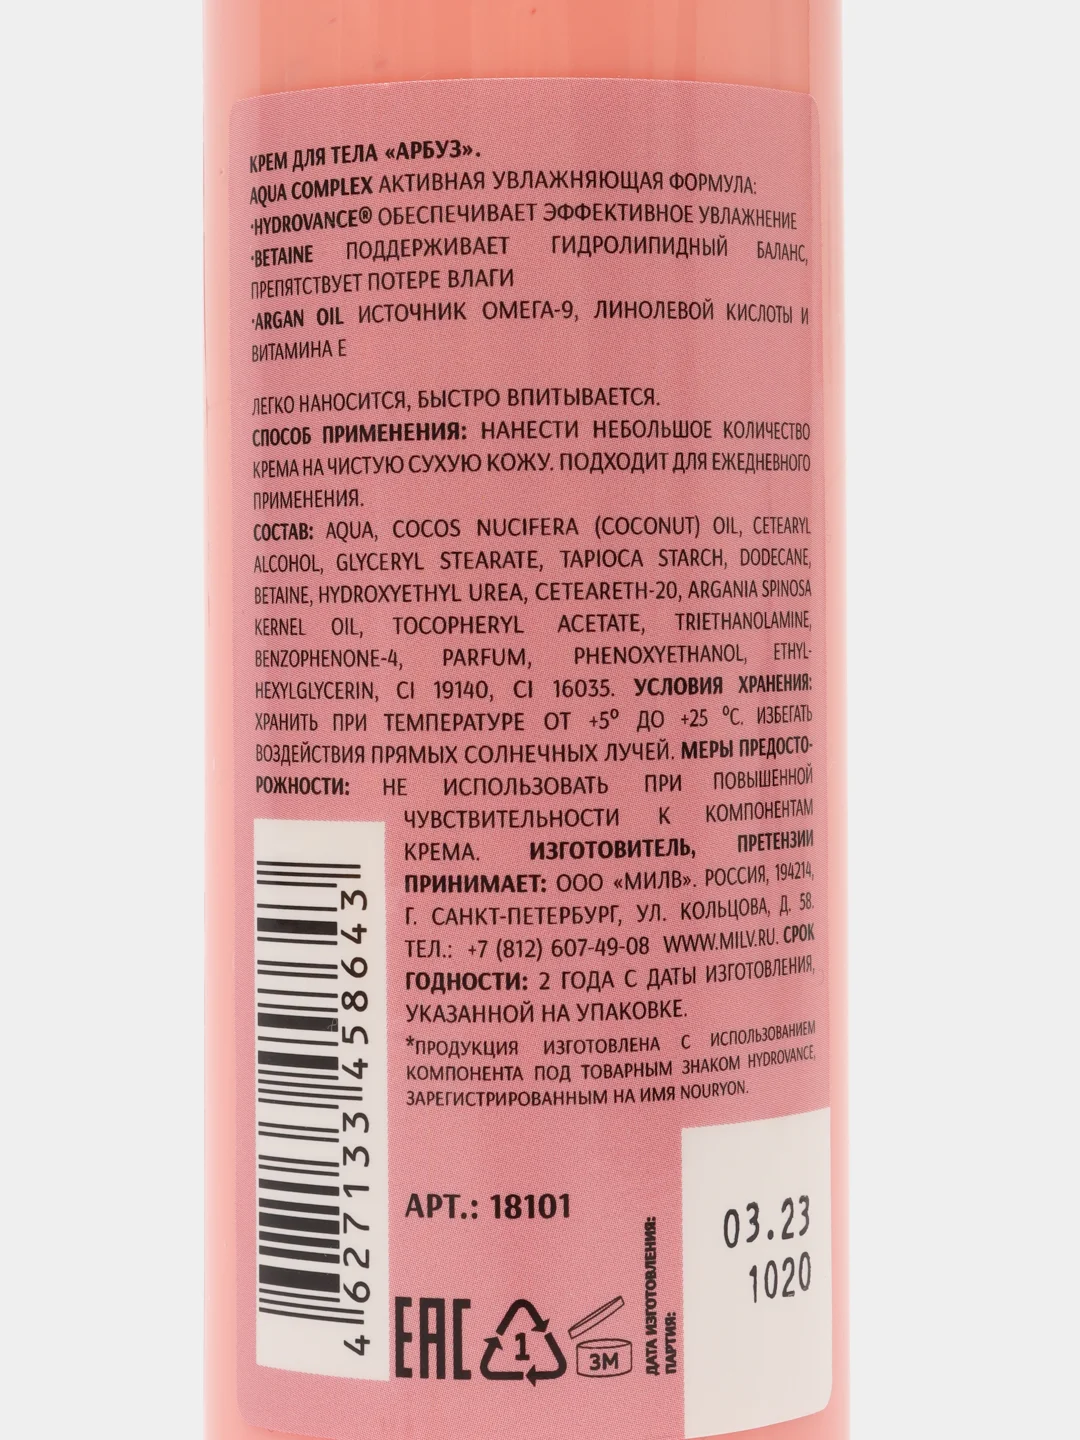 КРЕМ ДЛЯ ТЕЛА «АРБУЗ».
AQUA COMPLEX АКТИВНАЯ УВЛАЖНЯЮЩАЯ ФОРМУЛА:
·HYDROVANCE® ОБЕСПЕЧИВАЕТ ЭФФЕКТИВНОЕ УВЛАЖНЕНИЕ
·BETAINE ПОДДЕРЖИВАЕТ ГИДРОЛИПИДНЫЙ БАЛАНС,
ПРЕПЯТСТВУЕТ ПОТЕРЕ ВЛАГИ
·ARGAN OIL ИСТОЧНИК ОМЕГА-9, ЛИНОЛЕВОЙ КИСЛОТЫ И
ВИТАМИНА Е
ЛЕГКО НАНОСИТСЯ, БЫСТРО ВПИТЫВАЕТСЯ.
СПОСОБ ПРИМЕНЕНИЯ: НАНЕСТИ НЕБОЛЬШОЕ КОЛИЧЕСТВО
КРЕМА НА ЧИСТУЮ СУХУЮ КОЖУ. ПОДХОДИТ ДЛЯ ЕЖЕДНЕВНОГО
ПРИМЕНЕНИЯ.
СОСТАВ: AQUA, COCOS NUCIFERA (COCONUT) OIL, CETEARYL
ALCOHOL, GLYCERYL STEARATE, TAPIOCA STARCH, DODECANE,
BETAINE, HYDROXYETHYL UREA, CETEARETH-20, ARGANIA SPINOSA
KERNEL OIL, TOCOPHERYL ACETATE, TRIETHANOLAMINE,
BENZOPHENONE-4, PARFUM, PHENOXYETHANOL, ETHYL-
HEXYLGLYCERIN, CI 19140, CI 16035. УСЛОВИЯ ХРАНЕНИЯ:
ХРАНИТЬ ПРИ ТЕМПЕРАТУРЕ ОТ +5º ДО +25 ºС. ИЗБЕГАТЬ
ВОЗДЕЙСТВИЯ ПРЯМЫХ СОЛНЕЧНЫХ ЛУЧЕЙ. МЕРЫ ПРЕДОСТО-
РОЖНОСТИ: НЕ ИСПОЛЬЗОВАТЬ ПРИ ПОВЫШЕННОЙ
ЧУВСТВИТЕЛЬНОСТИ К КОМПОНЕНТАМ
КРЕМА. ИЗГОТОВИТЕЛЬ, ПРЕТЕНЗИИ
ПРИНИМАЕТ: ООО «МИЛВ». РОССИЯ, 194214,
Г. САНКТ-ПЕТЕРБУРГ, УЛ. КОЛЬЦОВА, Д. 58.
ТЕЛ.: +7 (812) 607-49-08 WWW.MILV.RU. СРОК
ГОДНОСТИ: 2 ГОДА С ДАТЫ ИЗГОТОВЛЕНИЯ,
УКАЗАННОЙ НА УПАКОВКЕ.
*ПРОДУКЦИЯ ИЗГОТОВЛЕНА С ИСПОЛЬЗОВАНИЕМ
КОМПОНЕНТА ПОД ТОВАРНЫМ ЗНАКОМ HYDROVANCE,
ЗАРЕГИСТРИРОВАННЫМ НА ИМЯ NOURYON.
4 627133 458643
АРТ.: 18101
EAC
1
3M
ДАТА ИЗГОТОВЛЕНИЯ:
ПАРТИЯ:
03.23
1020